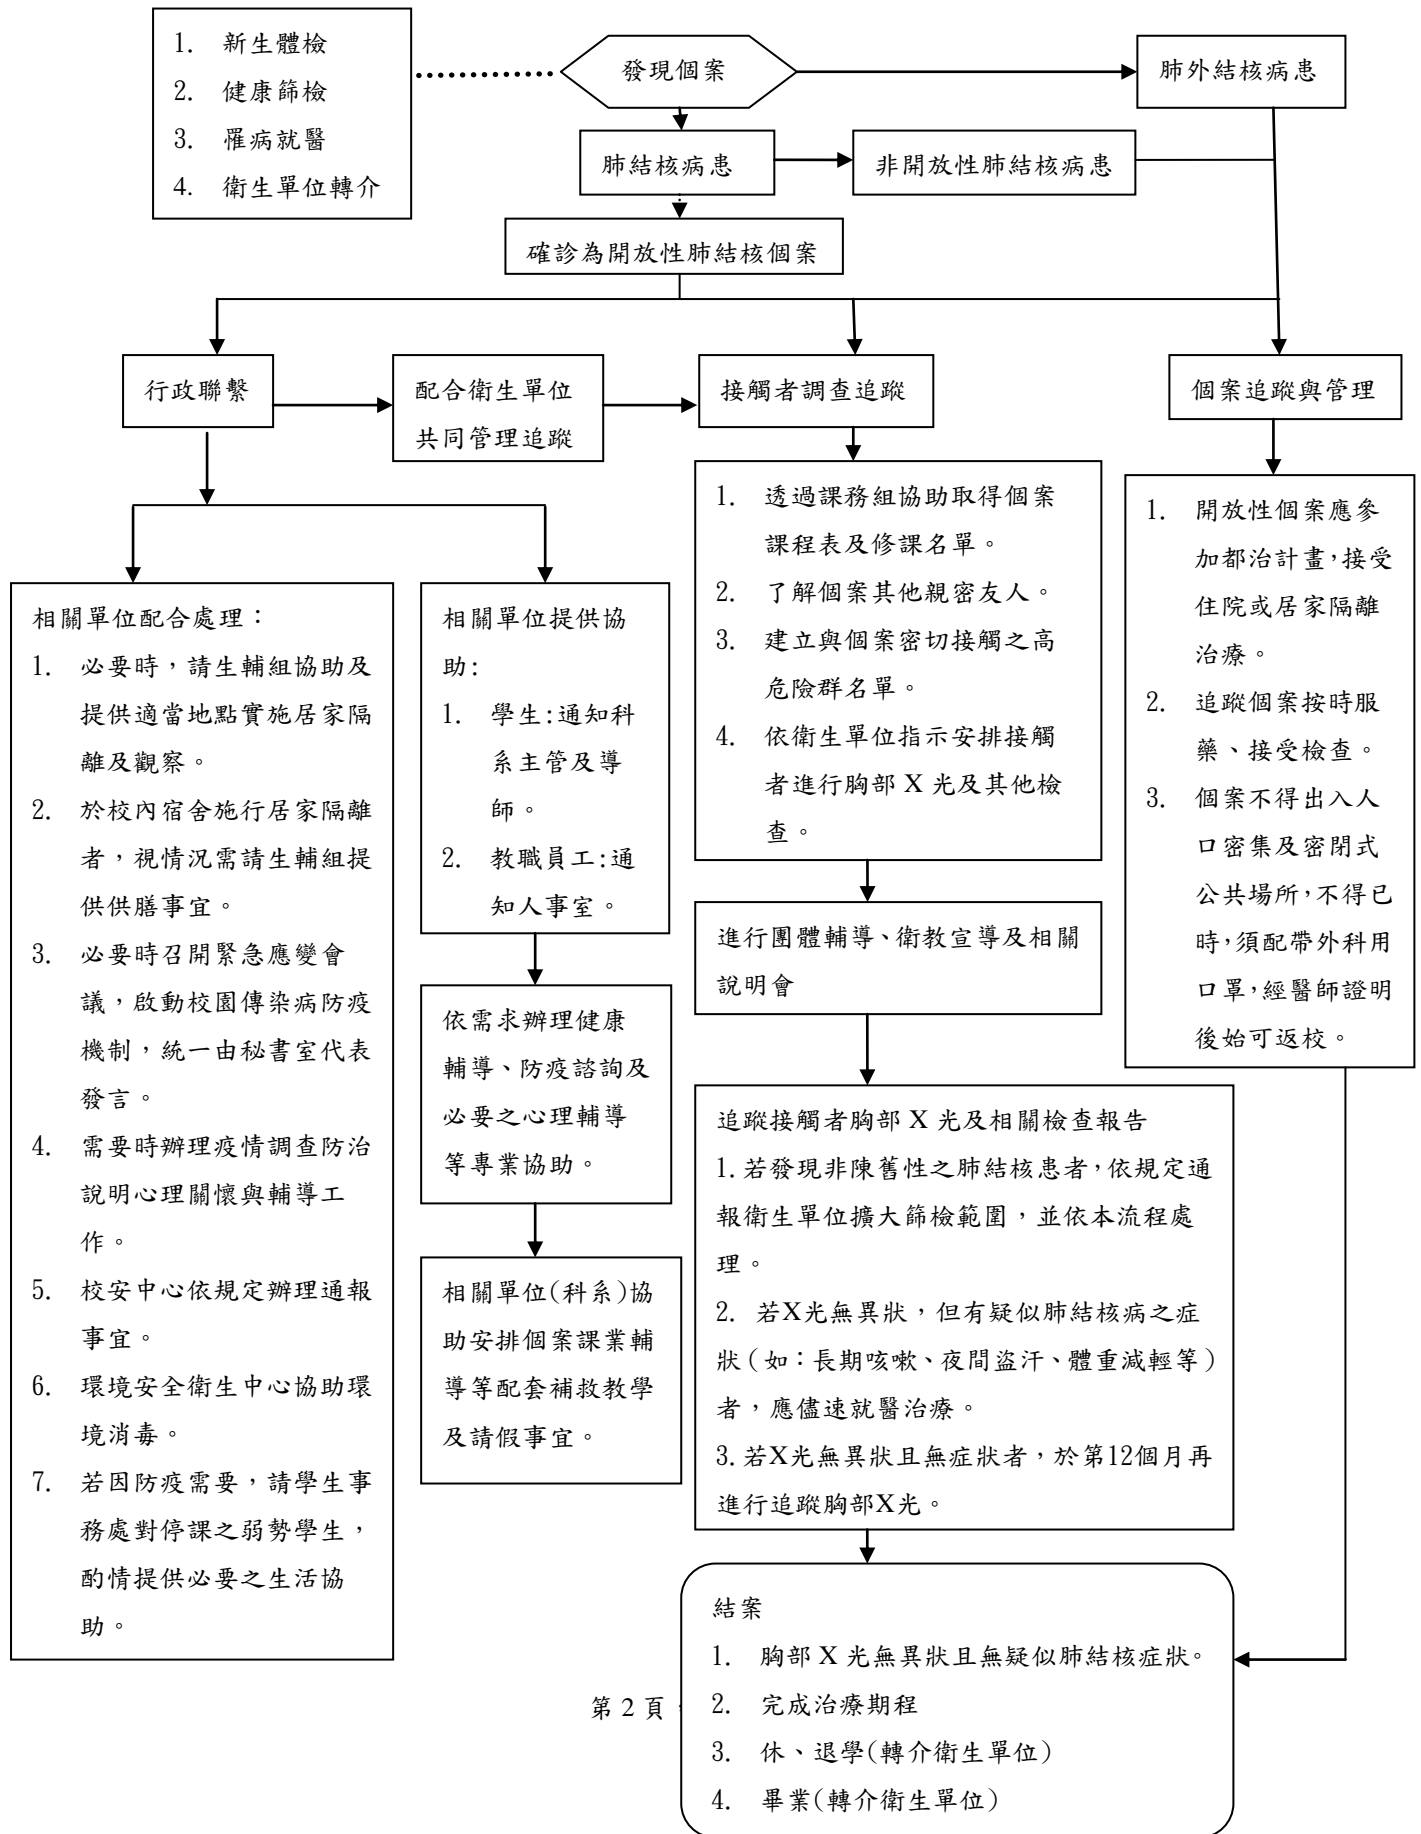 1. 新生體檢
2. 健康篩檢
3. 罹病就醫
4. 衛生單位轉介
發現個案
肺外結核病患
肺結核病患
非開放性肺結核病患
確診為開放性肺結核個案
行政聯繫
配合衛生單位
共同管理追蹤
接觸者調查追蹤
個案追蹤與管理
相關單位配合處理：
1. 必要時，請生輔組協助及
提供適當地點實施居家隔
離及觀察。
2. 於校內宿舍施行居家隔離
者，視情況需請生輔組提
供供膳事宜。
3. 必要時召開緊急應變會
議，啟動校園傳染病防疫
機制，統一由秘書室代表
發言。
4. 需要時辦理疫情調查防治
說明心理關懷與輔導工
作。
5. 校安中心依規定辦理通報
事宜。
6. 環境安全衛生中心協助環
境消毒。
7. 若因防疫需要，請學生事
務處對停課之弱勢學生，
酌情提供必要之生活協
助。
相關單位提供協
助:
1. 學生:通知科
系主管及導
師。
2. 教職員工:通
知人事室。
依需求辦理健康
輔導、防疫諮詢及
必要之心理輔導
等專業協助。
相關單位(科系)協
助安排個案課業輔
導等配套補救教學
及請假事宜。
1. 透過課務組協助取得個案
課程表及修課名單。
2. 了解個案其他親密友人。
3. 建立與個案密切接觸之高
危險群名單。
4. 依衛生單位指示安排接觸
者進行胸部 X 光及其他檢
查。
進行團體輔導、衛教宣導及相關
說明會
追蹤接觸者胸部 X 光及相關檢查報告
1.若發現非陳舊性之肺結核患者，依規定通
報衛生單位擴大篩檢範圍，並依本流程處
理。
2. 若X光無異狀，但有疑似肺結核病之症
狀(如：長期咳嗽、夜間盜汗、體重減輕等)
者，應儘速就醫治療。
3.若X光無異狀且無症狀者，於第12個月再
進行追蹤胸部X光。
1. 開放性個案應參
加都治計畫，接受
住院或居家隔離
治療。
2. 追蹤個案按時服
藥、接受檢查。
3. 個案不得出入人
口密集及密閉式
公共場所，不得已
時，須配帶外科用
口罩，經醫師證明
後始可返校。
結案
1. 胸部 X 光無異狀且無疑似肺結核症狀。
2. 完成治療期程
3. 休、退學(轉介衛生單位)
4. 畢業(轉介衛生單位)
第 2 頁